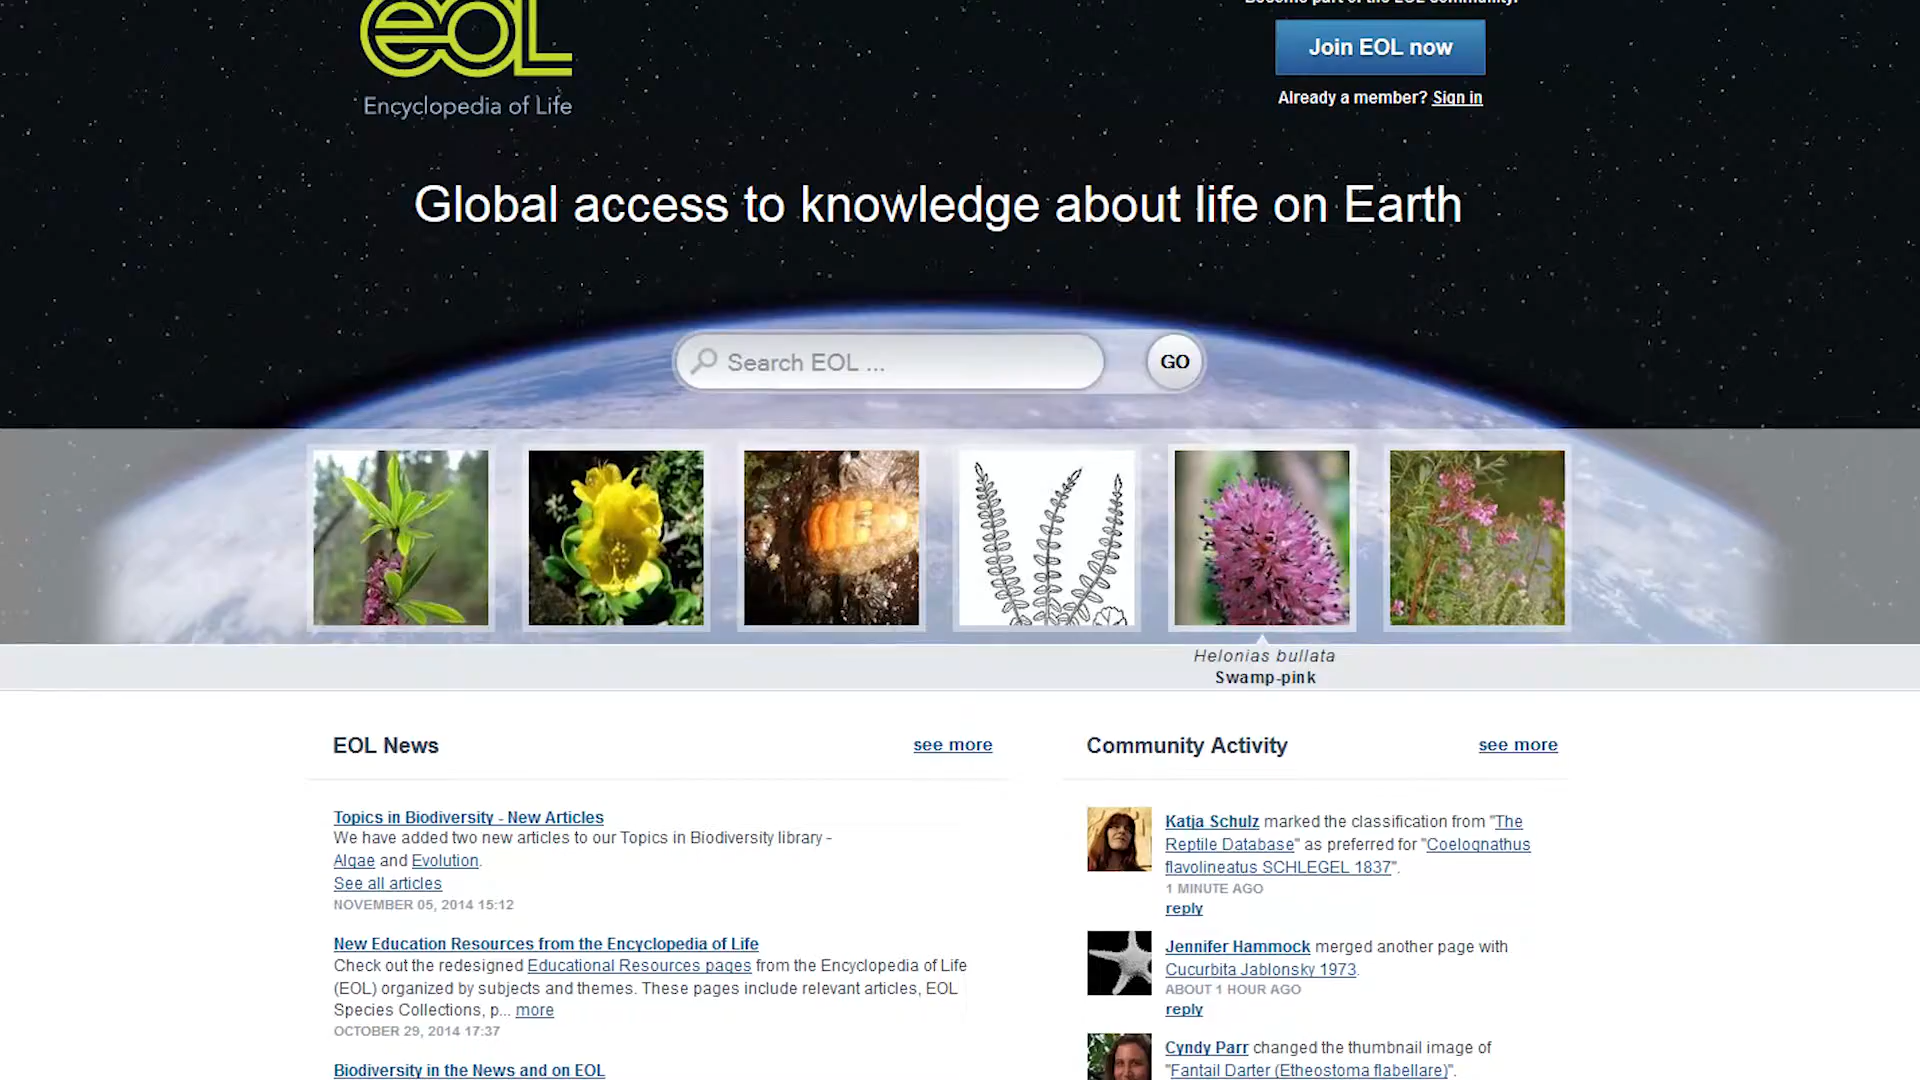 Become part of the EOL community!
eol
Encyclopedia of Life
Join EOL now
Already a member? Sign in
Global access to knowledge about life on Earth
Search EOL ...
GO
Helonias bullata
Swamp-pink
EOL News
see more
Topics in Biodiversity - New Articles
We have added two new articles to our Topics in Biodiversity library -
Algae and Evolution.
See all articles
NOVEMBER 05, 2014 15:12
New Education Resources from the Encyclopedia of Life
Check out the redesigned Educational Resources pages from the Encyclopedia of Life
(EOL) organized by subjects and themes. These pages include relevant articles, EOL
Species Collections, p... more
OCTOBER 29, 2014 17:37
Biodiversity in the News and on EOL
Community Activity
see more
Katja Schulz marked the classification from "The
Reptile Database" as preferred for "Coelognathus
flavolineatus SCHLEGEL 1837".
1 MINUTE AGO
reply
Jennifer Hammock merged another page with
Cucurbita Jablonsky 1973.
ABOUT 1 HOUR AGO
reply
Cyndy Parr changed the thumbnail image of
"Fantail Darter (Etheostoma flabellare)".